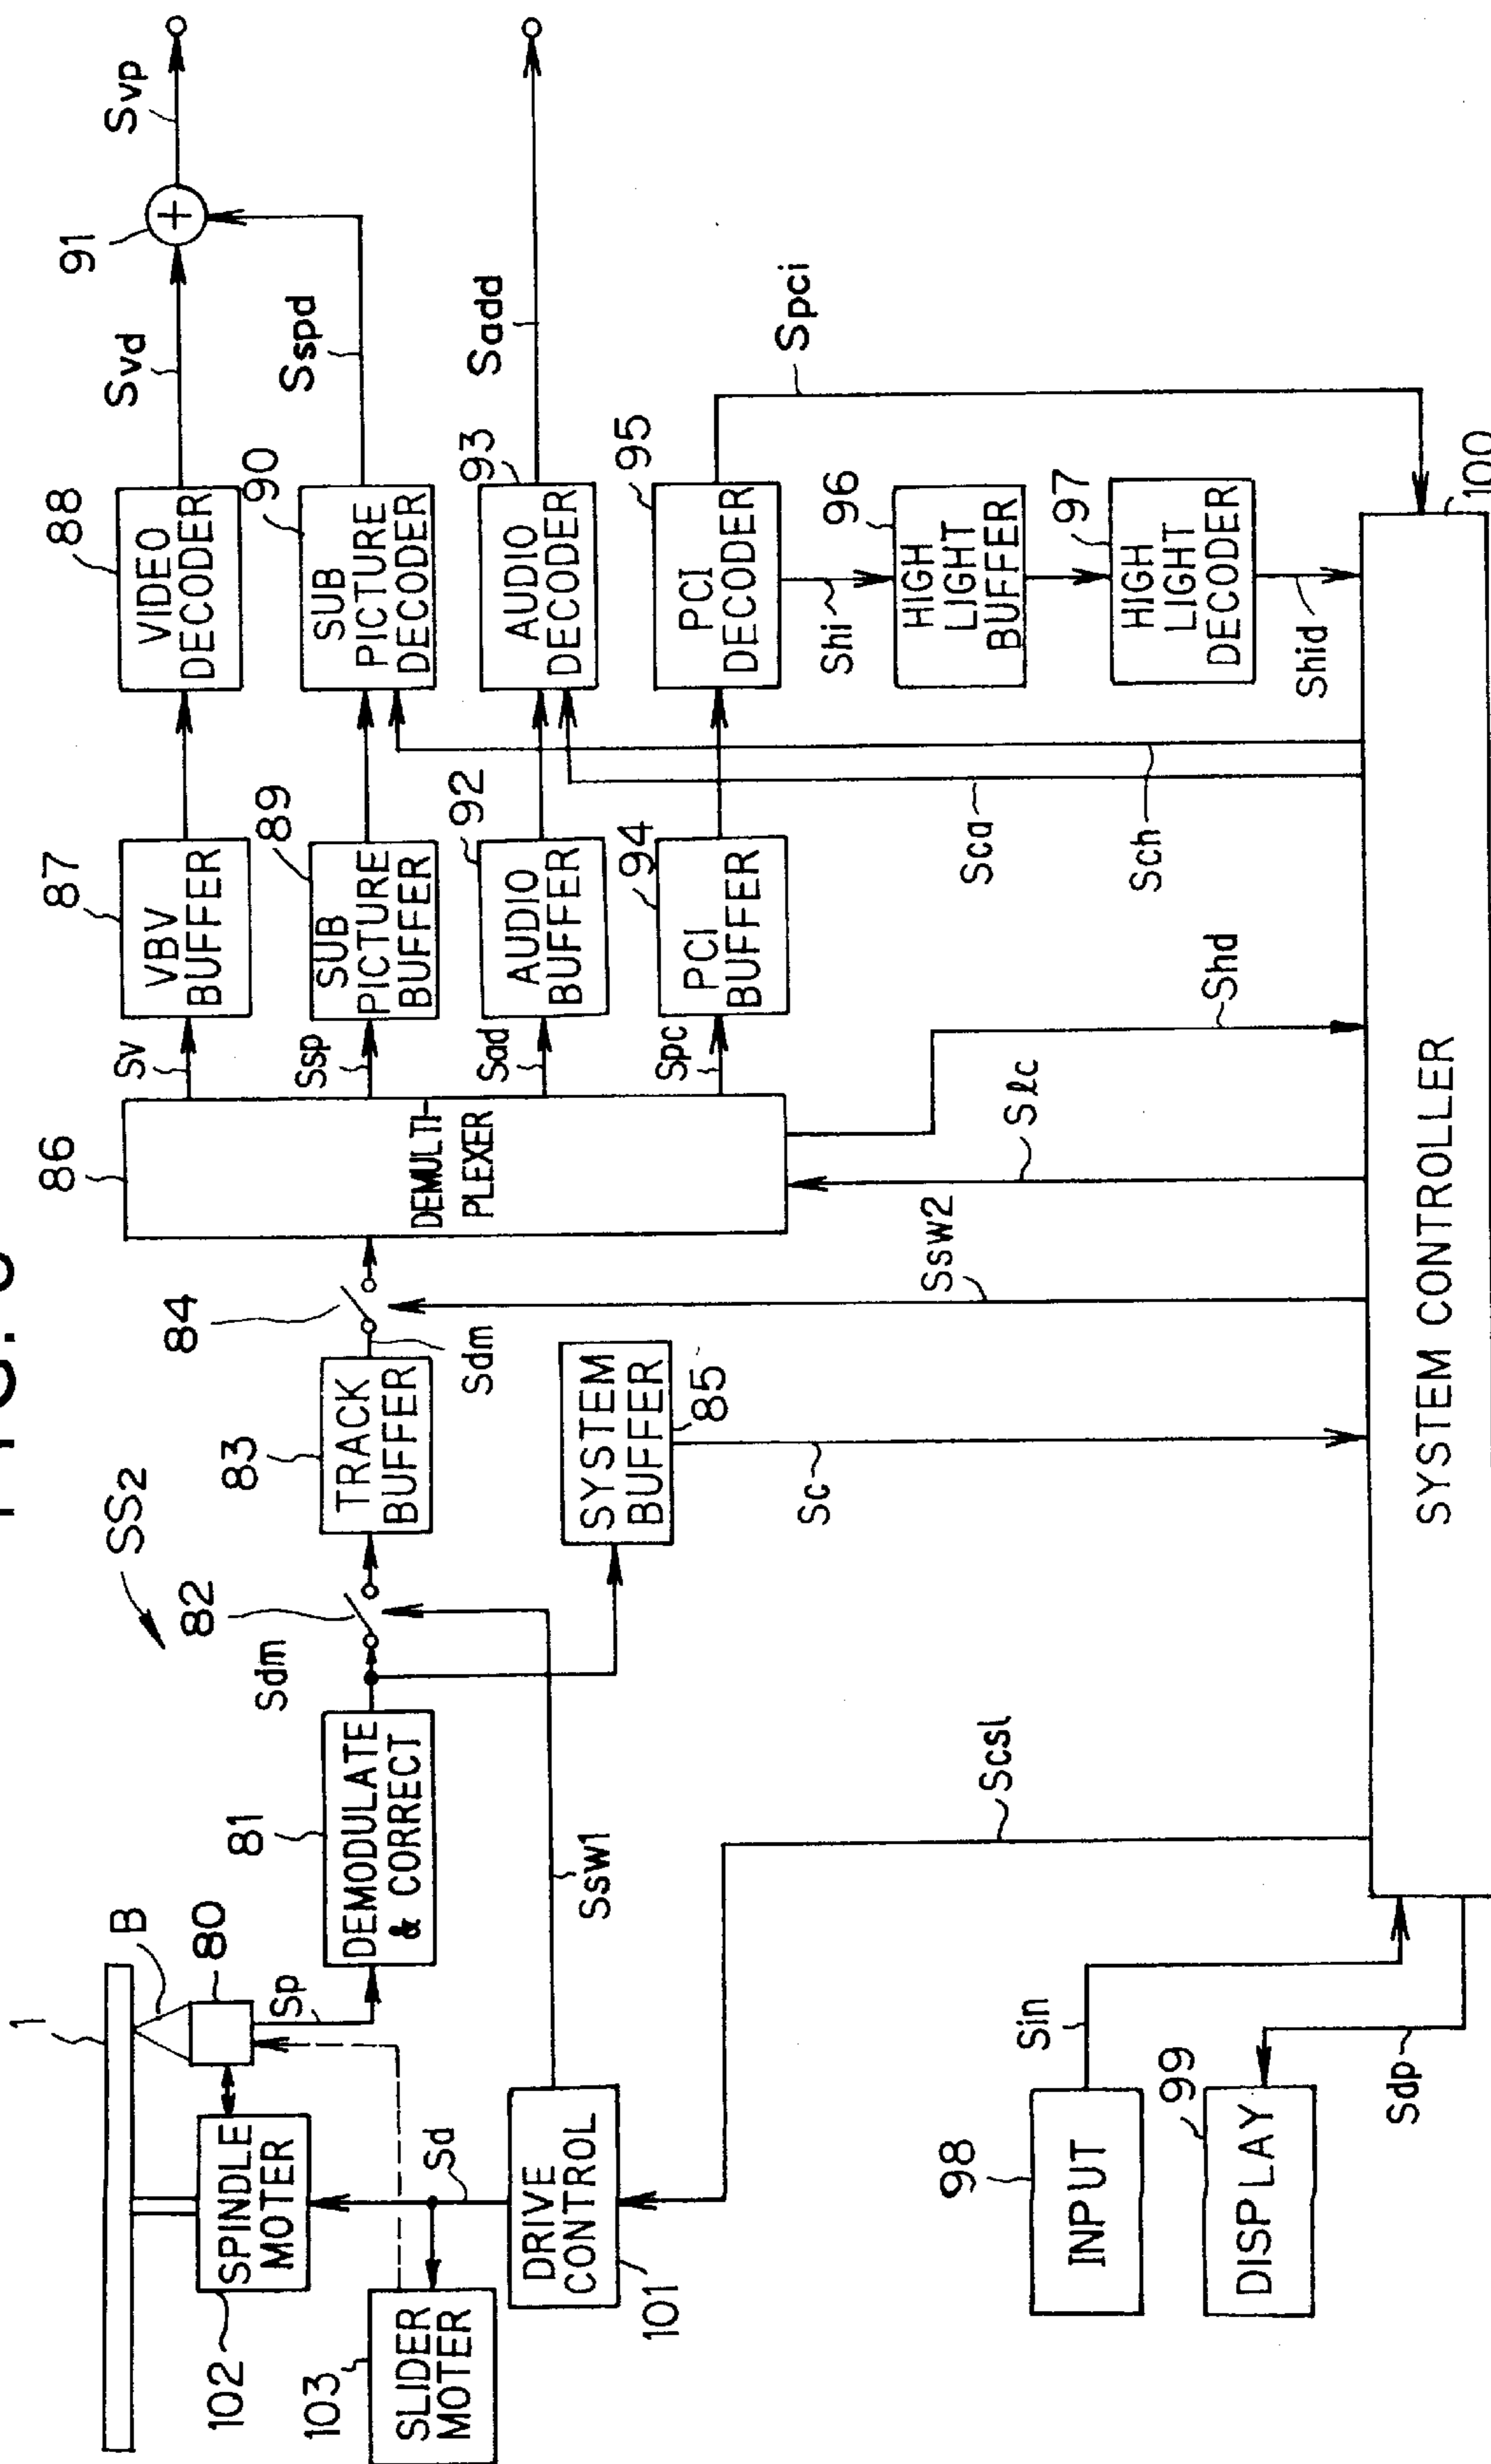 1
B
80
Sp
SPINDLE
MOTER
102
SLIDER
MOTER
103
Sd
DRIVE
CONTROL
101
81
DEMODULATE
& CORRECT
Sdm
82
SS2
Ssw1
83
TRACK
BUFFER
Sdm
84
SYSTEM
BUFFER
85
Sc
86
DEMULTI-
PLEXER
Sv
Ssp
Sad
Spc
87
VBV
BUFFER
89
SUB
PICTURE
BUFFER
92
AUDIO
BUFFER
94
PCI
BUFFER
88
VIDEO
DECODER
90
SUB
PICTURE
DECODER
93
AUDIO
DECODER
95
PCI
DECODER
Svd
91
+
Svp
Sspd
Sadd
Spci
Shi
96
HIGH
LIGHT
BUFFER
97
HIGH
LIGHT
DECODER
Shid
Sca
Sch
Shd
Slc
Ssw2
Scsl
98
INPUT
Sin
99
DISPLAY
Sdp
SYSTEM CONTROLLER
100